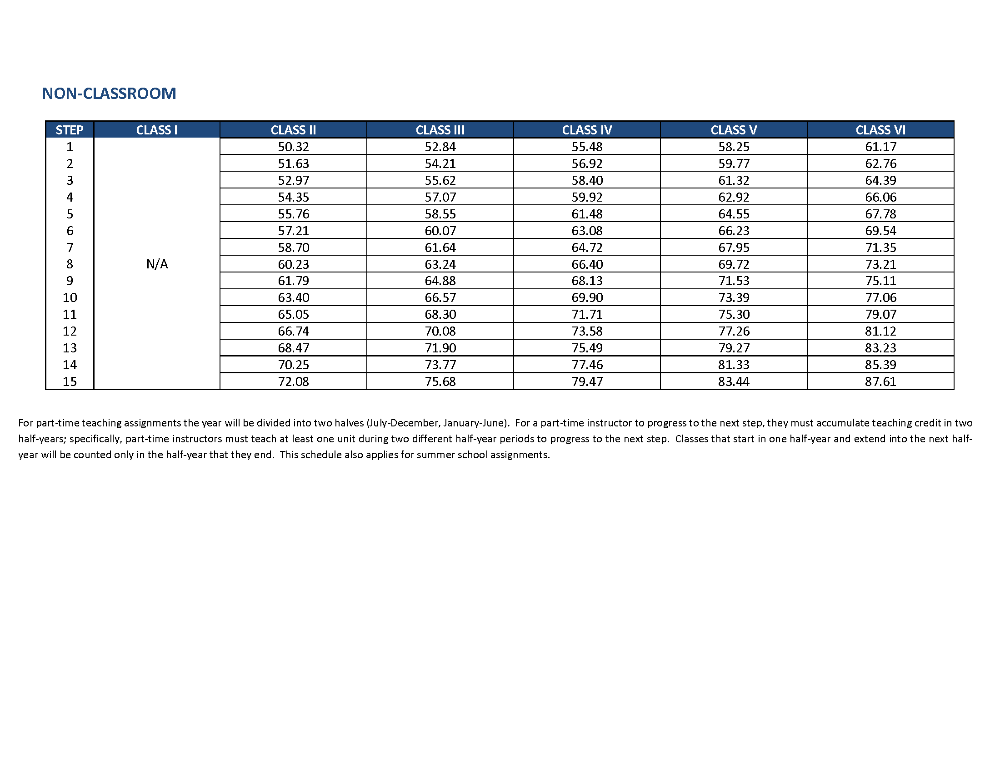 NON-CLASSROOM
STEP CLASS I CLASS II CLASS III CLASS IV CLASS V CLASS VI
1 50.32 52.84 55.48 58.25 61.17
2 51.63 54.21 56.92 59.77 62.76
3 52.97 55.62 58.40 61.32 64.39
4 54.35 57.07 59.92 62.92 66.06
5 55.76 58.55 61.48 64.55 67.78
6 57.21 60.07 63.08 66.23 69.54
7 58.70 61.64 64.72 67.95 71.35
8 N/A 60.23 63.24 66.40 69.72 73.21
9 61.79 64.88 68.13 71.53 75.11
10 63.40 66.57 69.90 73.39 77.06
11 65.05 68.30 71.71 75.30 79.07
12 66.74 70.08 73.58 77.26 81.12
13 68.47 71.90 75.49 79.27 83.23
14 70.25 73.77 77.46 81.33 85.39
15 72.08 75.68 79.47 83.44 87.61
For part-time teaching assignments the year will be divided into two halves (July-December, January-June).  For a part-time instructor to progress to the next step, they must accumulate teaching credit in two
half-years; specifically, part-time instructors must teach at least one unit during two different half-year periods to progress to the next step.  Classes that start in one half-year and extend into the next half-
year will be counted only in the half-year that they end.  This schedule also applies for summer school assignments.